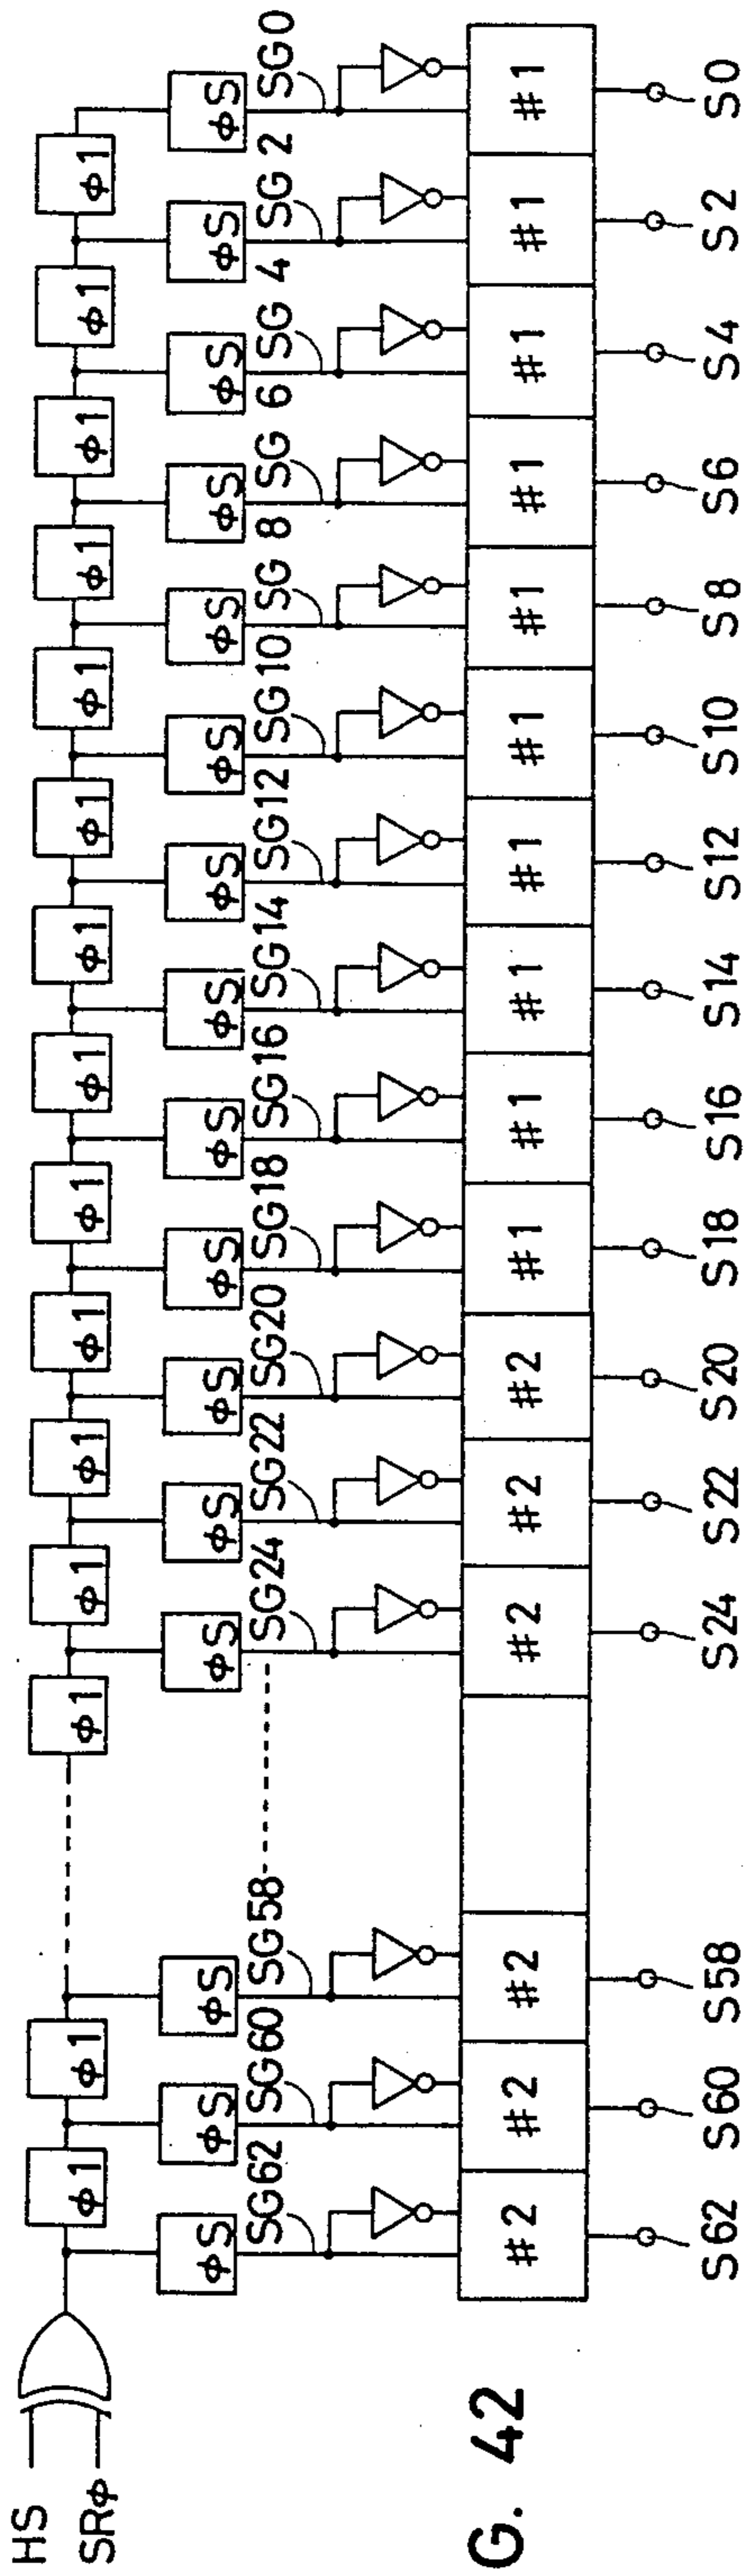 HS
SRφ
φ1 φ1 φ1 φ1 φ1 φ1 φ1 φ1 φ1 φ1 φ1 φ1 φ1 φ1 φ1
φS φS φS φS φS φS φS φS φS φS φS φS φS φS φS φS
SG62 SG60 SG58 SG24 SG22 SG20 SG18 SG16 SG14 SG12 SG10 SG 8 SG 6 SG 4 SG 2 SG0
#2 #2 #2 #2 #2 #2 #1 #1 #1 #1 #1 #1 #1 #1 #1 #1
S62 S60 S58 S24 S22 S20 S18 S16 S14 S12 S10 S8 S6 S4 S2 S0
G. 42